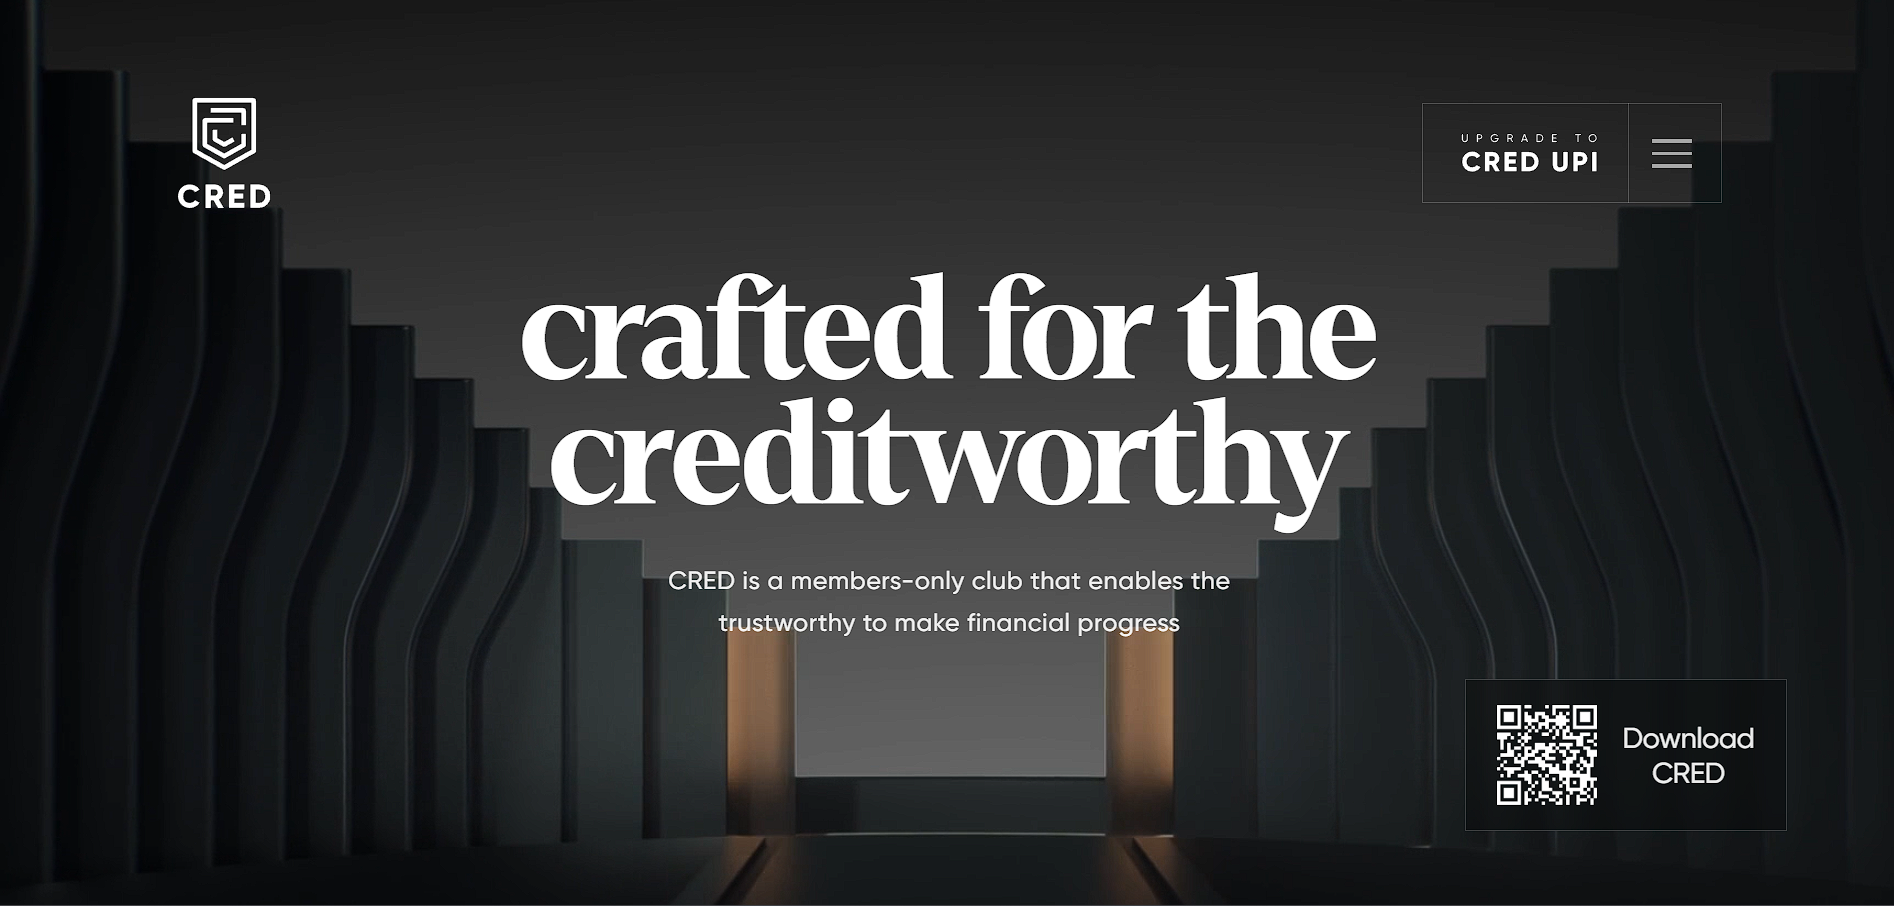 CRED
UPGRADE TO
CRED UPI
crafted for the
creditworthy
CRED is a members-only club that enables the
trustworthy to make financial progress
Download
CRED